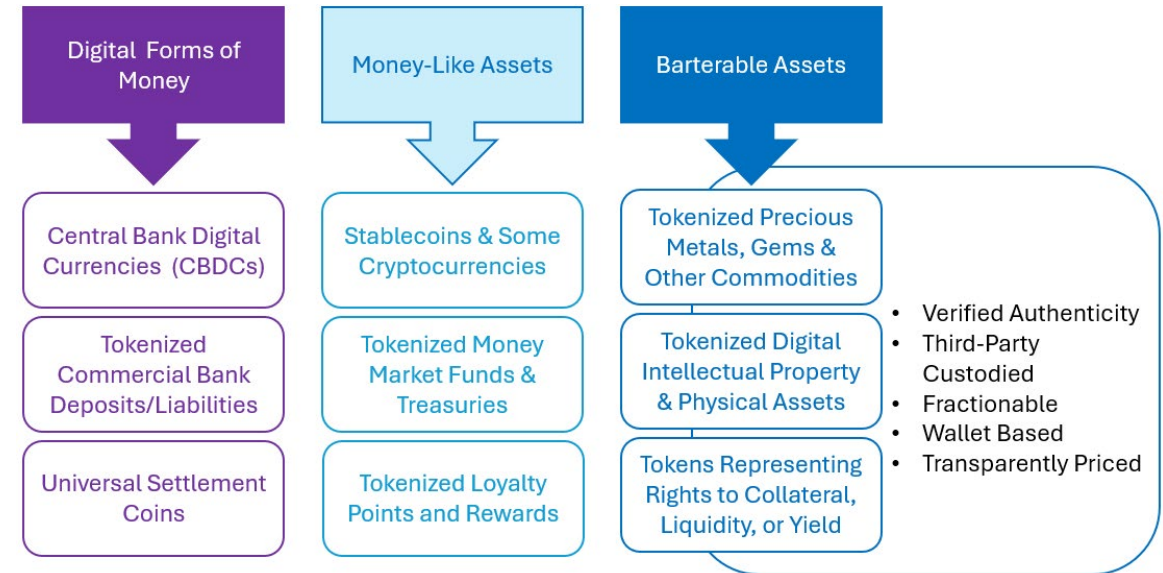 Digital Forms of
Money
Central Bank Digital
Currencies (CBDCs)
Tokenized
Commercial Bank
Deposits/Liabilities
Universal Settlement
Coins
Money-Like Assets
Stablecoins & Some
Cryptocurrencies
Tokenized Money
Market Funds &
Treasuries
Tokenized Loyalty
Points and Rewards
Barterable Assets
Tokenized Precious
Metals, Gems &
Other Commodities
Tokenized Digital
Intellectual Property
& Physical Assets
Tokens Representing
Rights to Collateral,
Liquidity, or Yield
• Verified Authenticity
• Third-Party
Custodied
• Fractionable
• Wallet Based
• Transparently Priced